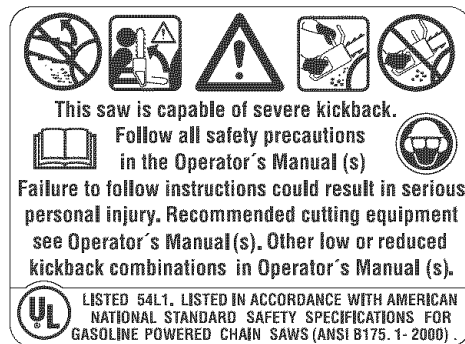 This saw is capable of severe kickback.
Follow all safety precautions
in the Operator´s Manual (s)
Failure to follow instructions could result in serious
personal injury. Recommended cutting equipment
see Operator´s Manual (s). Other low or reduced
kickback combinations in Operator´s Manual (s).
UL ®
LISTED 54L1. LISTED IN ACCORDANCE WITH AMERICAN
NATIONAL STANDARD SAFETY SPECIFICATIONS FOR
GASOLINE POWERED CHAIN SAWS (ANSI B175. 1- 2000) .